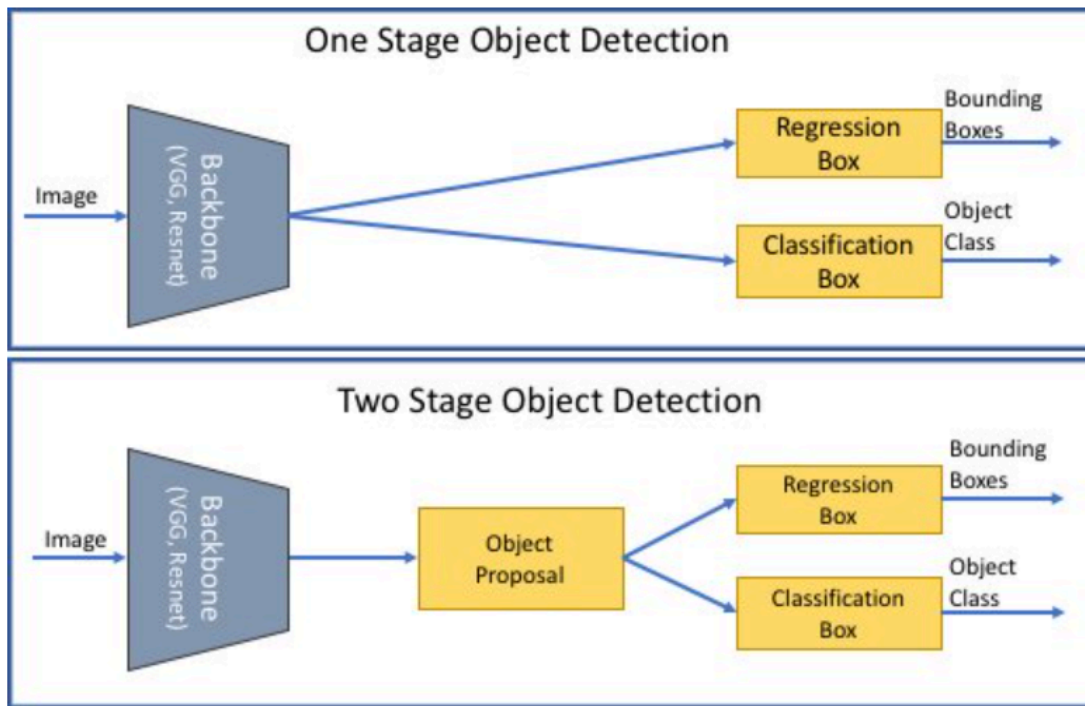 One Stage Object Detection
Image
Backbone
(VGG, Resnet)
Regression
Box
Bounding
Boxes
Classification
Box
Object
Class
Two Stage Object Detection
Image
Backbone
(VGG, Resnet)
Object
Proposal
Regression
Box
Bounding
Boxes
Classification
Box
Object
Class